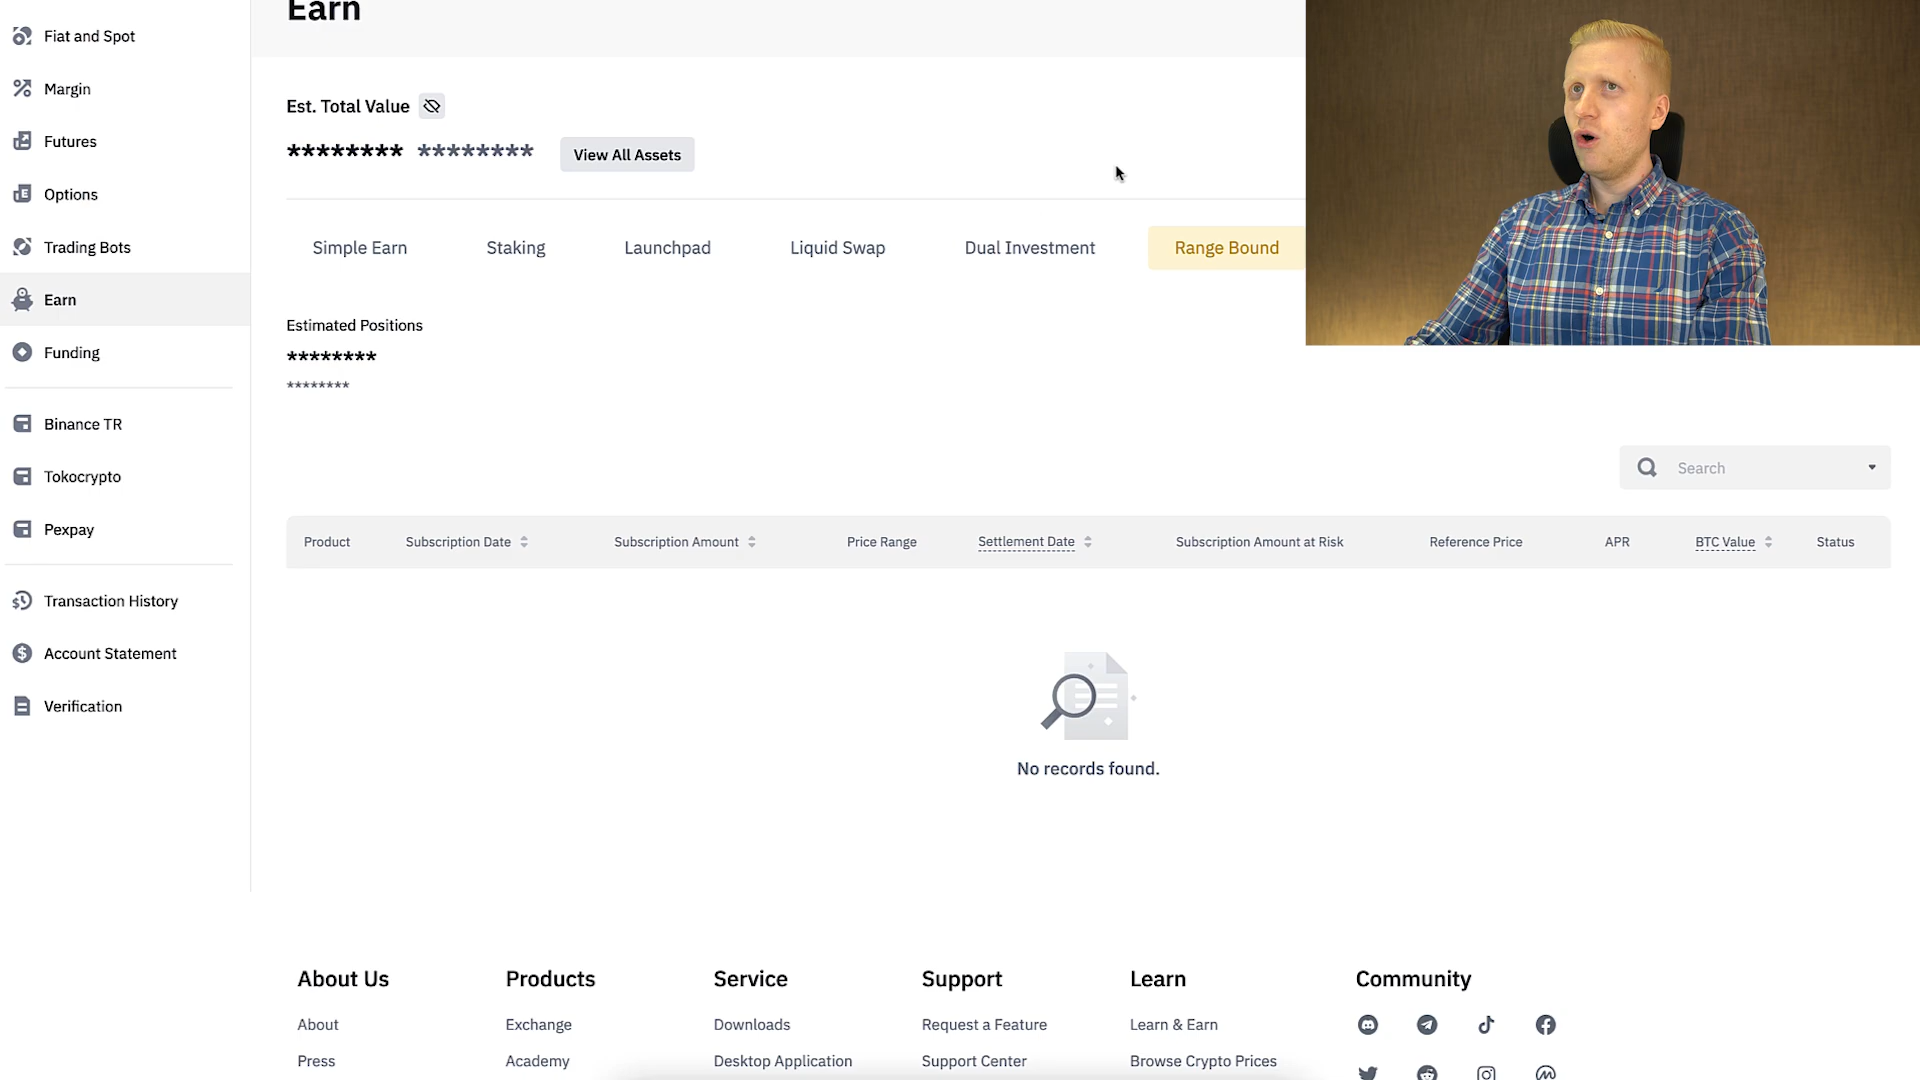 Earn
Fiat and Spot
Margin
Futures
Options
Trading Bots
Earn
Funding
Binance TR
Tokocrypto
Pexpay
Transaction History
Account Statement
Verification
Est. Total Value
******** ******** View All Assets
Simple Earn Staking Launchpad Liquid Swap Dual Investment Range Bound
Estimated Positions
********
********
Search
Product Subscription Date Subscription Amount Price Range Settlement Date Subscription Amount at Risk Reference Price APR BTC Value Status
No records found.
About Us Products Service Support Learn Community
About Exchange Downloads Request a Feature Learn & Earn
Press Academy Desktop Application Support Center Browse Crypto Prices